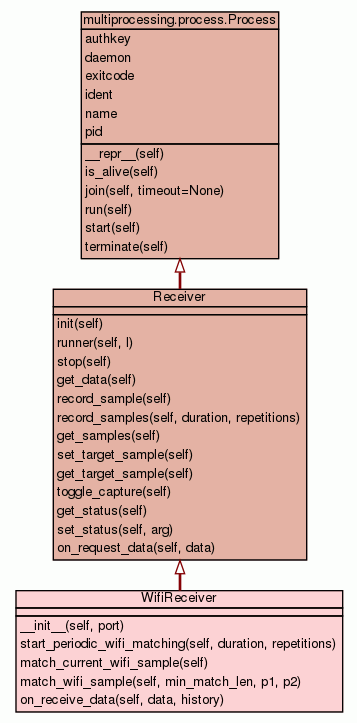 multiprocessing.process.Process
authkey
daemon
exitcode
ident
name
pid
__repr__(self)
is_alive(self)
join(self, timeout=None)
run(self)
start(self)
terminate(self)
Receiver
init(self)
runner(self, l)
stop(self)
get_data(self)
record_sample(self)
record_samples(self, duration, repetitions)
get_samples(self)
set_target_sample(self)
get_target_sample(self)
toggle_capture(self)
get_status(self)
set_status(self, arg)
on_request_data(self, data)
WifiReceiver
__init__(self, port)
start_periodic_wifi_matching(self, duration, repetitions)
match_current_wifi_sample(self)
match_wifi_sample(self, min_match_len, p1, p2)
on_receive_data(self, data, history)